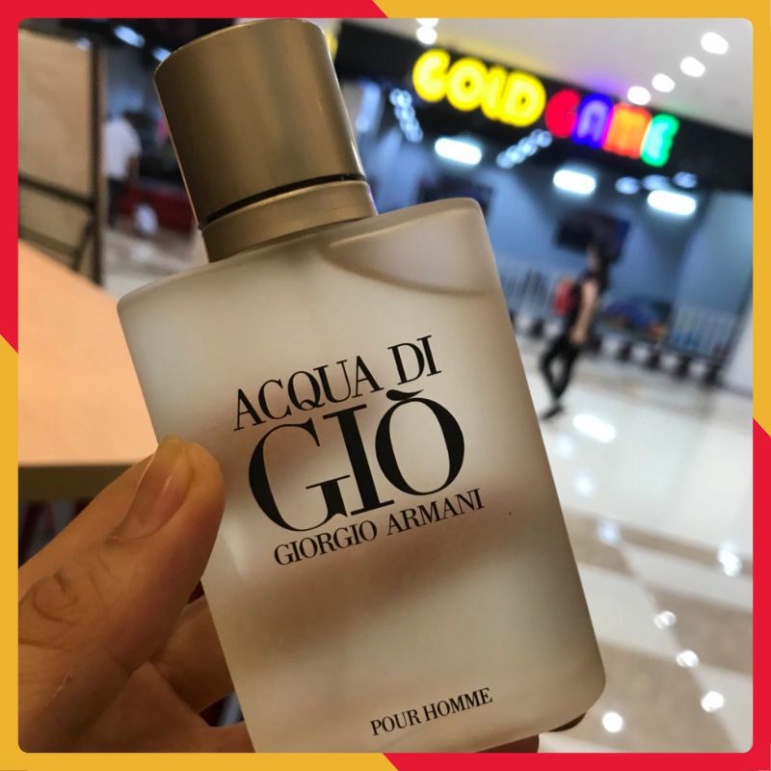 GOLD GAME
ACQUA DI
GIÒ
GIORGIO ARMANI
POUR HOMME